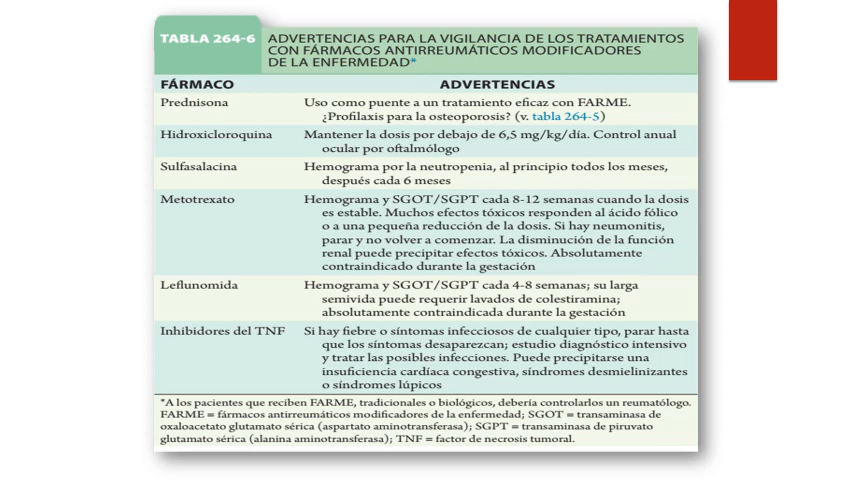 TABLA 264-6 ADVERTENCIAS PARA LA VIGILANCIA DE LOS TRATAMIENTOS
CON FÁRMACOS ANTIRREUMÁTICOS MODIFICADORES
DE LA ENFERMEDAD*
FÁRMACO ADVERTENCIAS
Prednisona Uso como puente a un tratamiento eficaz con FARME.
¿Profilaxis para la osteoporosis? (v. tabla 264-5)
Hidroxicloroquina Mantener la dosis por debajo de 6,5 mg/kg/día. Control anual
ocular por oftalmólogo
Sulfasalacina Hemograma por la neutropenia, al principio todos los meses,
después cada 6 meses
Metotrexato Hemograma y SGOT/SGPT cada 8-12 semanas cuando la dosis
es estable. Muchos efectos tóxicos responden al ácido fólico
o a una pequeña reducción de la dosis. Si hay neumonitis,
parar y no volver a comenzar. La disminución de la función
renal puede precipitar efectos tóxicos. Absolutamente
contraindicado durante la gestación
Leflunomida Hemograma y SGOT/SGPT cada 4-8 semanas; su larga
semivida puede requerir lavados de colestiramina;
absolutamente contraindicada durante la gestación
Inhibidores del TNF Si hay fiebre o síntomas infecciosos de cualquier tipo, parar hasta
que los síntomas desaparezcan; estudio diagnóstico intensivo
y tratar las posibles infecciones. Puede precipitarse una
insuficiencia cardíaca congestiva, síndromes desmielinizantes
o síndromes lúpicos
*A los pacientes que reciben FARME, tradicionales o biológicos, debería controlarlos un reumatólogo.
FARME = fármacos antirreumáticos modificadores de la enfermedad; SGOT = transaminasa de
oxaloacetato glutamato sérica (aspartato aminotransferasa); SGPT = transaminasa de piruvato
glutamato sérica (alanina aminotransferasa); TNF = factor de necrosis tumoral.